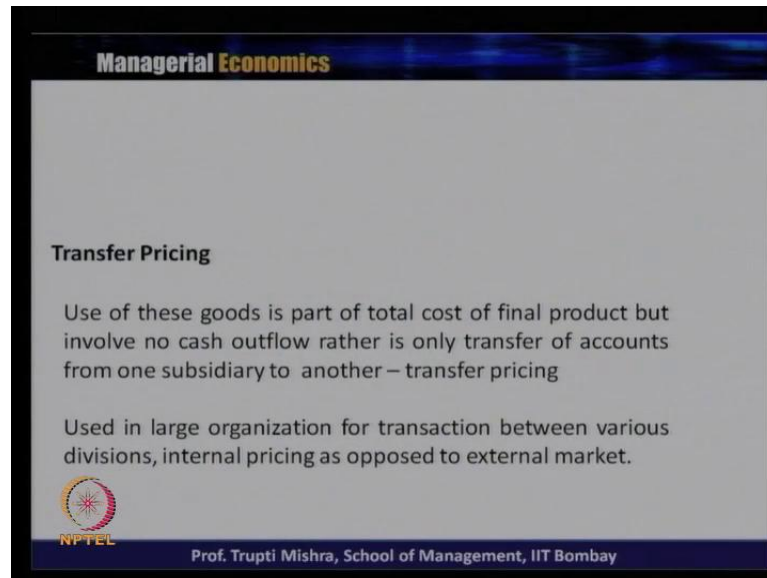 Managerial Economics
Transfer Pricing
Use of these goods is part of total cost of final product but
involve no cash outflow rather is only transfer of accounts
from one subsidiary to another – transfer pricing
Used in large organization for transaction between various
divisions, internal pricing as opposed to external market.
NPTEL
Prof. Trupti Mishra, School of Management, IIT Bombay